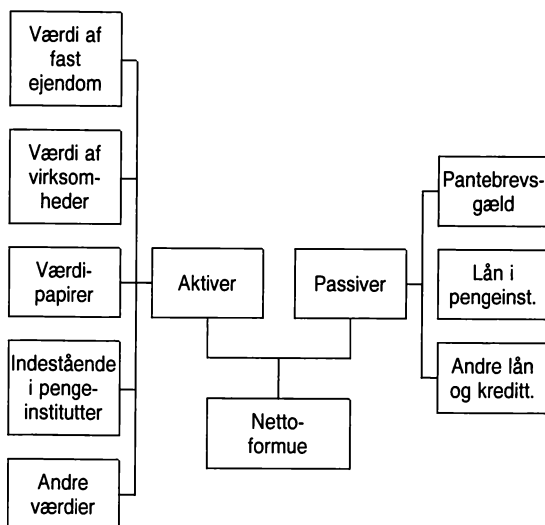 Værdi af
fast
ejendom
Værdi af
virksom-
heder
Værdi-
papirer
Indestående
i penge-
institutter
Andre
værdier
Aktiver
Passiver
Netto-
formue
Pantebrevs-
gæld
Lån i
pengeinst.
Andre lån
og kreditt.